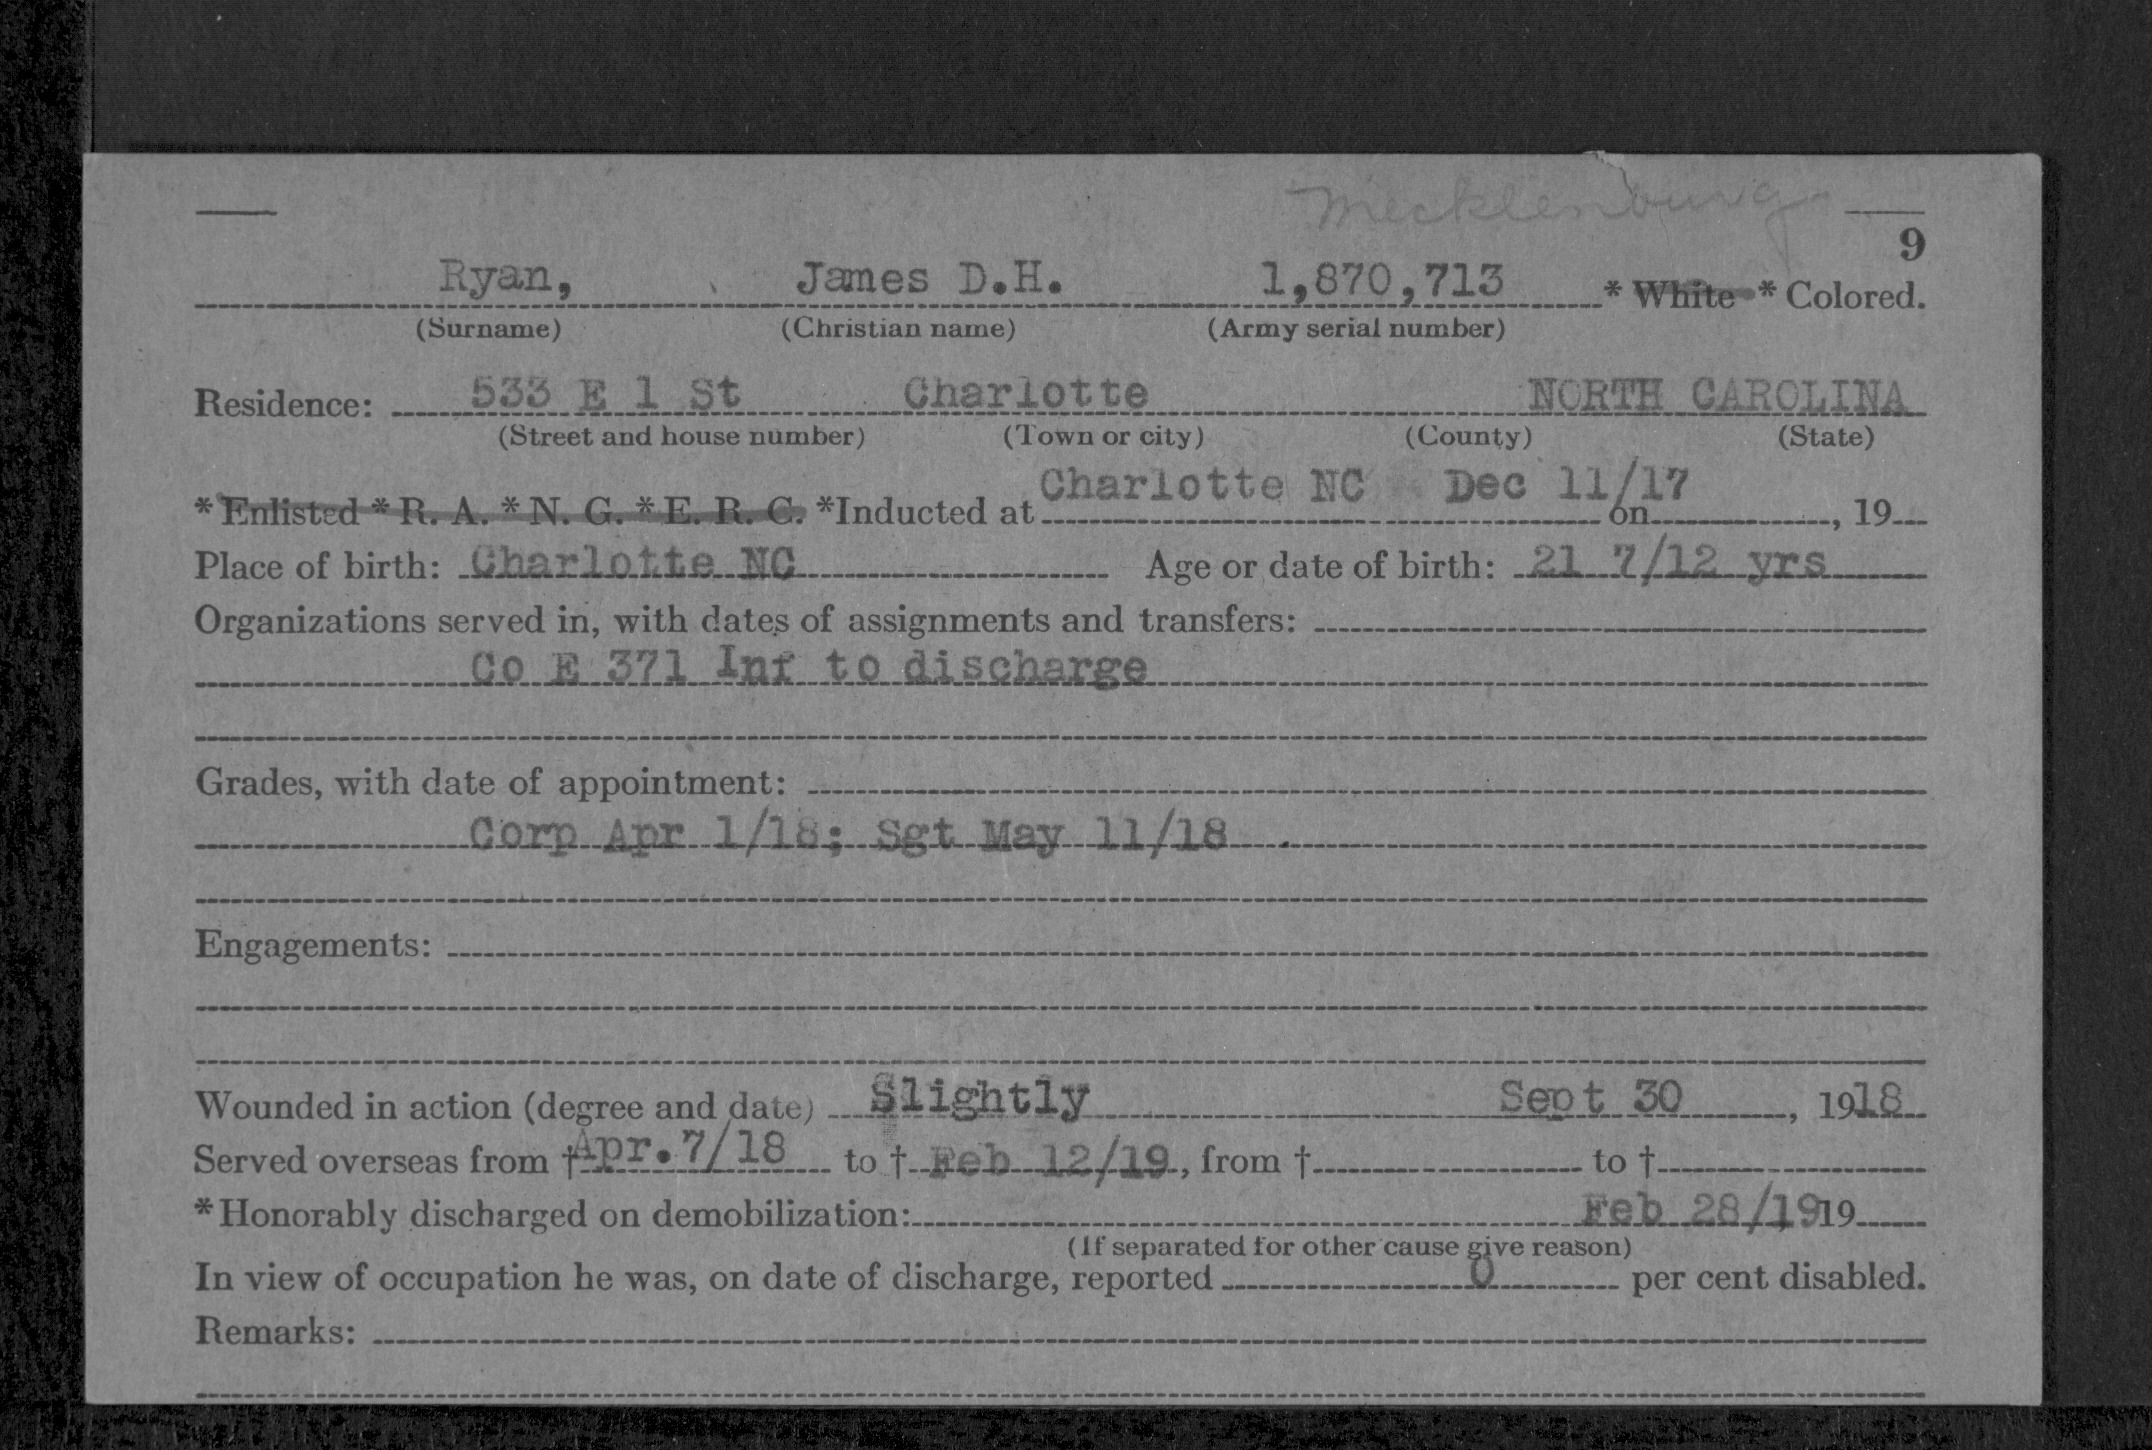 Mecklenburg
9
Ryan, James D.H. 1,870,713 * White * Colored.
(Surname) (Christian name) (Army serial number)
Residence: 533 E 1 St Charlotte NORTH CAROLINA
(Street and house number) (Town or city) (County) (State)
Charlotte NC Dec 11/17
* Enlisted * R. A. * N. G. * E. R. C. *Inducted at on , 19
Place of birth: Charlotte NC Age or date of birth: 21 7/12 yrs
Organizations served in, with dates of assignments and transfers:
Co E 371 Inf to discharge
Grades, with date of appointment:
Corp Apr 1/18; Sgt May 11/18
Engagements:
Wounded in action (degree and date) Slightly Sept 30 , 1918
Served overseas from † Apr. 7/18 to † Feb 12/19, from † to †
* Honorably discharged on demobilization: Feb 28/19 19
(If separated for other cause give reason)
In view of occupation he was, on date of discharge, reported 0 per cent disabled.
Remarks: